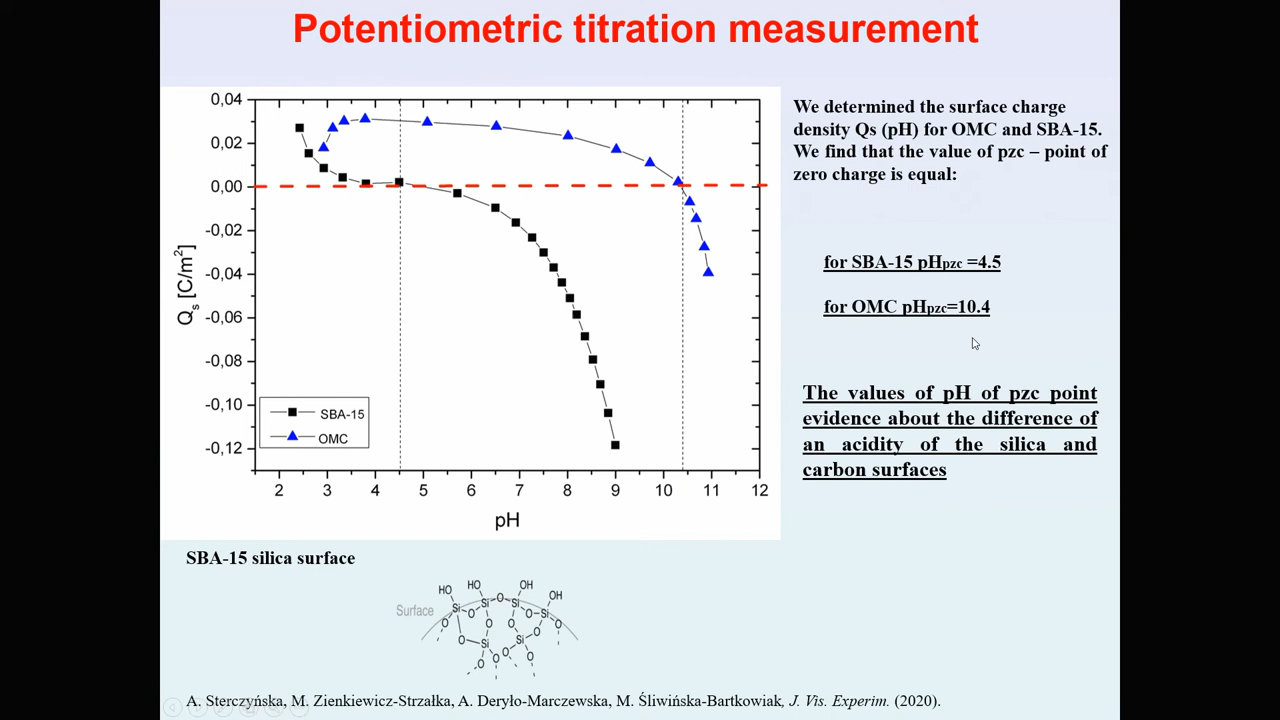 Potentiometric titration measurement
0,04
0,02
0,00
-0,02
-0,04
-0,06
-0,08
-0,10
-0,12
Qs [C/m2]
SBA-15
OMC
2 3 4 5 6 7 8 9 10 11 12
pH
We determined the surface charge
density Qs (pH) for OMC and SBA-15.
We find that the value of pzc – point of
zero charge is equal:
for SBA-15 pHpzc =4.5
for OMC pHpzc=10.4
The values of pH of pzc point
evidence about the difference of
an acidity of the silica and
carbon surfaces
SBA-15 silica surface
HO HO OH OH
Surface
Si Si Si Si
O O O
O O O O
O O
Si Si
O O O O O
A. Sterczyńska, M. Zienkiewicz-Strzałka, A. Deryło-Marczewska, M. Śliwińska-Bartkowiak, J. Vis. Experim. (2020).